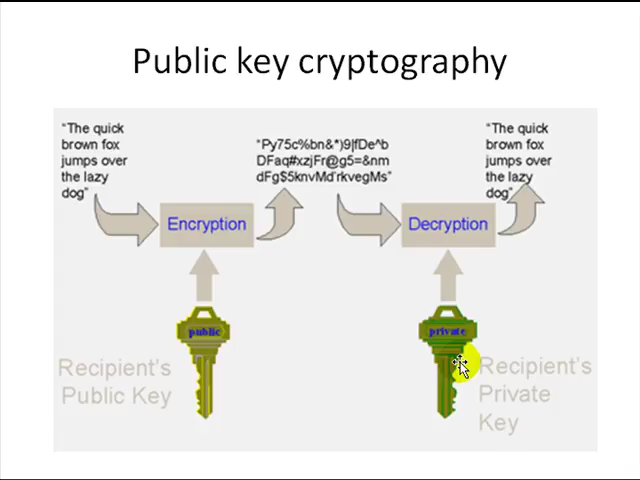 Public key cryptography
“The quick
brown fox
jumps over
the lazy
dog”
“Py75c%bn&*)9|fDe^b
DFaq#xzjFr@g5=&nm
dFg$5knvMd’rkvegMs”
“The quick
brown fox
jumps over
the lazy
dog”
Encryption
Decryption
public
private
Recipient's
Public Key
Recipient's
Private
Key